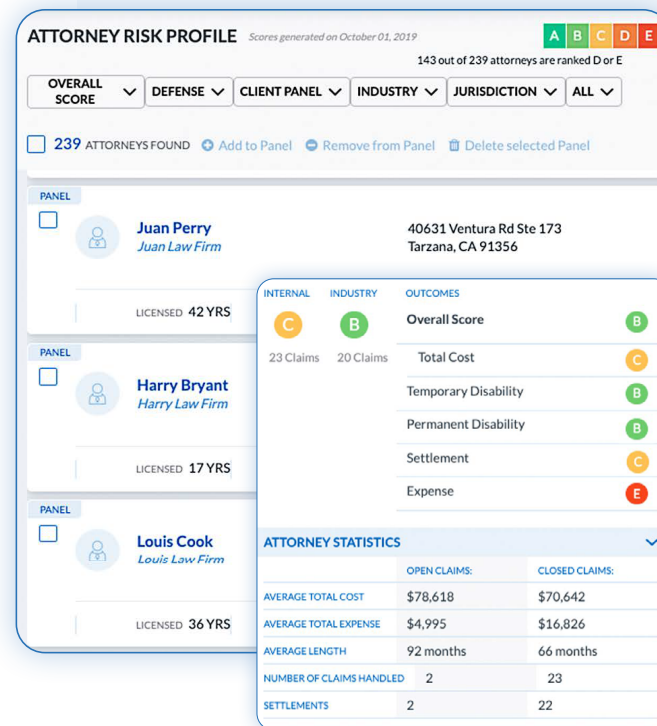 ATTORNEY RISK PROFILE Scores generated on October 01, 2019 A B C D E
143 out of 239 attorneys are ranked D or E
OVERALL SCORE DEFENSE CLIENT PANEL INDUSTRY JURISDICTION ALL
239 ATTORNEYS FOUND Add to Panel Remove from Panel Delete selected Panel
PANEL
Juan Perry
Juan Law Firm
40631 Ventura Rd Ste 173
Tarzana, CA 91356
LICENSED 42 YRS
PANEL
Harry Bryant
Harry Law Firm
LICENSED 17 YRS
PANEL
Louis Cook
Louis Law Firm
LICENSED 36 YRS
INTERNAL INDUSTRY OUTCOMES
C B
23 Claims 20 Claims
Overall Score B
Total Cost C
Temporary Disability B
Permanent Disability B
Settlement C
Expense E
ATTORNEY STATISTICS
OPEN CLAIMS: CLOSED CLAIMS:
AVERAGE TOTAL COST $78,618 $70,642
AVERAGE TOTAL EXPENSE $4,995 $16,826
AVERAGE LENGTH 92 months 66 months
NUMBER OF CLAIMS HANDLED 2 23
SETTLEMENTS 2 22